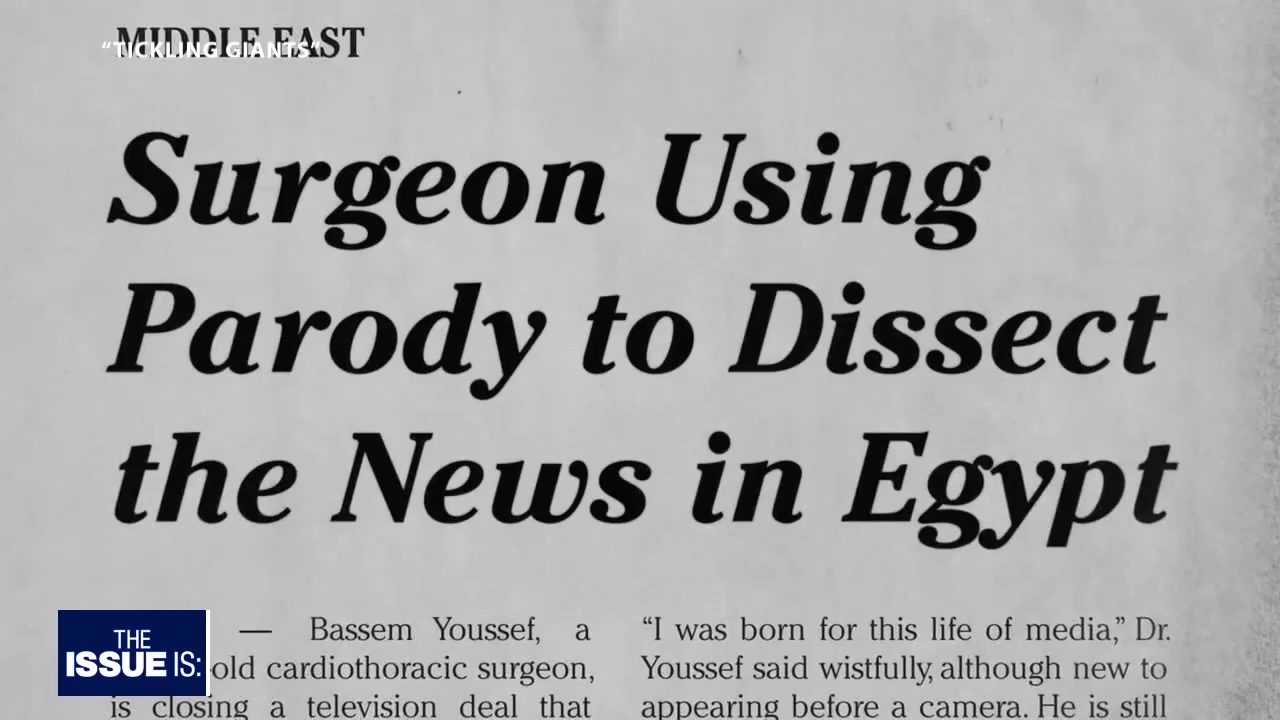 MIDDLE EAST
“TICKLING GIANTS”
Surgeon Using
Parody to Dissect
the News in Egypt
— Bassem Youssef, a
-old cardiothoracic surgeon,
is closing a television deal that
“I was born for this life of media,” Dr.
Youssef said wistfully, although new to
appearing before a camera. He is still
THE
ISSUE IS: